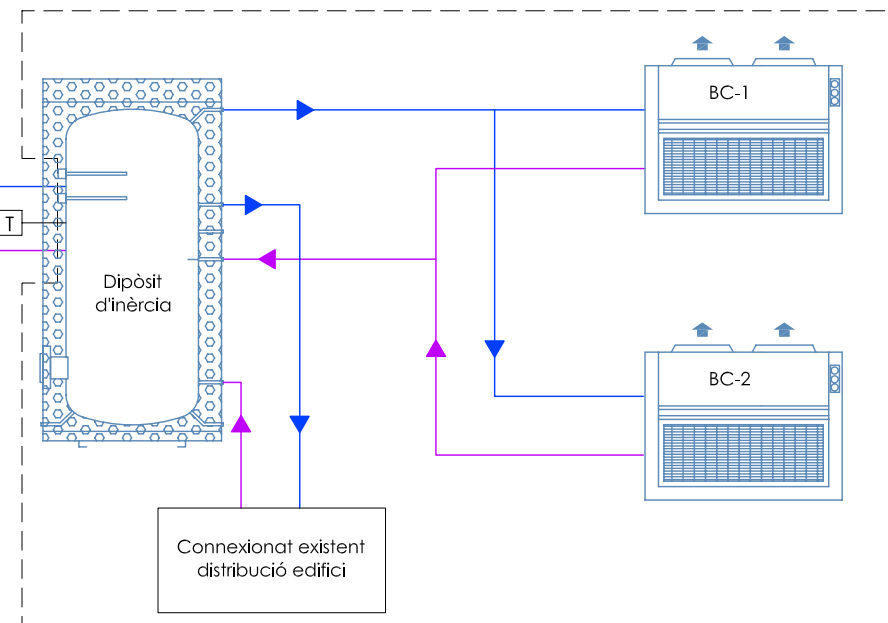 BC-1
T
Dipòsit
d'inèrcia
BC-2
Connexionat existent
distribució edifici